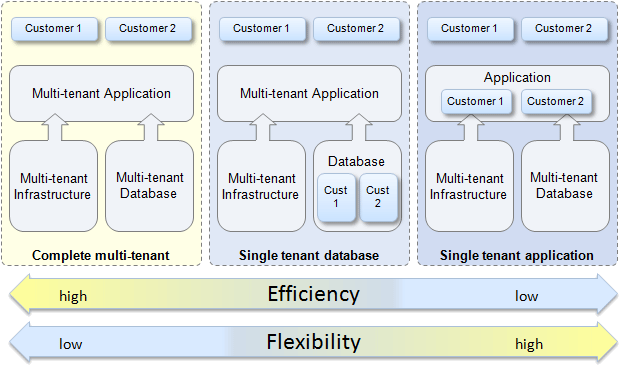 Customer 1 Customer 2
Multi-tenant Application
Multi-tenant
Infrastructure
Multi-tenant
Database
Complete multi-tenant
Customer 1 Customer 2
Multi-tenant Application
Multi-tenant
Infrastructure
Database
Cust
1
Cust
2
Single tenant database
Customer 1 Customer 2
Application
Customer 1 Customer 2
Multi-tenant
Infrastructure
Multi-tenant
Database
Single tenant application
high Efficiency low
low Flexibility high